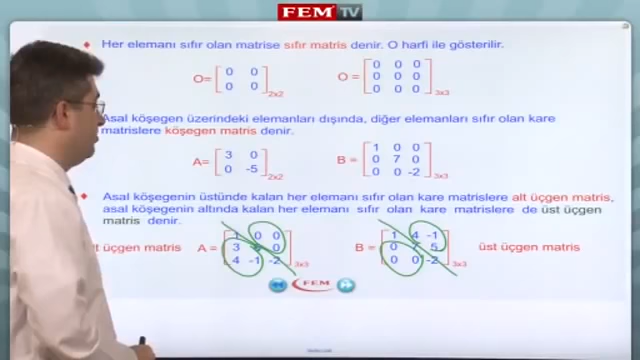 FEM TV
Her elemanı sıfır olan matrise sıfır matris denir. O harfi ile gösterilir.
O= [ 0 0
0 0 ] 2x2
O = [ 0 0 0
0 0 0
0 0 0 ] 3x3
Asal köşegen üzerindeki elemanları dışında, diğer elemanları sıfır olan kare
matrislere köşegen matris denir.
A= [ 3 0
0 -5 ] 2x2
B = [ 1 0 0
0 7 0
0 0 -2 ] 3x3
Asal köşegenin üstünde kalan her elemanı sıfır olan kare matrislere alt üçgen matris,
asal köşegenin altında kalan her elemanı sıfır olan kare matrislere de üst üçgen
matris denir.
üçgen matris A = [ 1 0 0
3 0
4 -1 -2 ] 3x3
B = [ 1 4 -1
0 7 5
0 0 -2 ] 3x3 üst üçgen matris
FEM